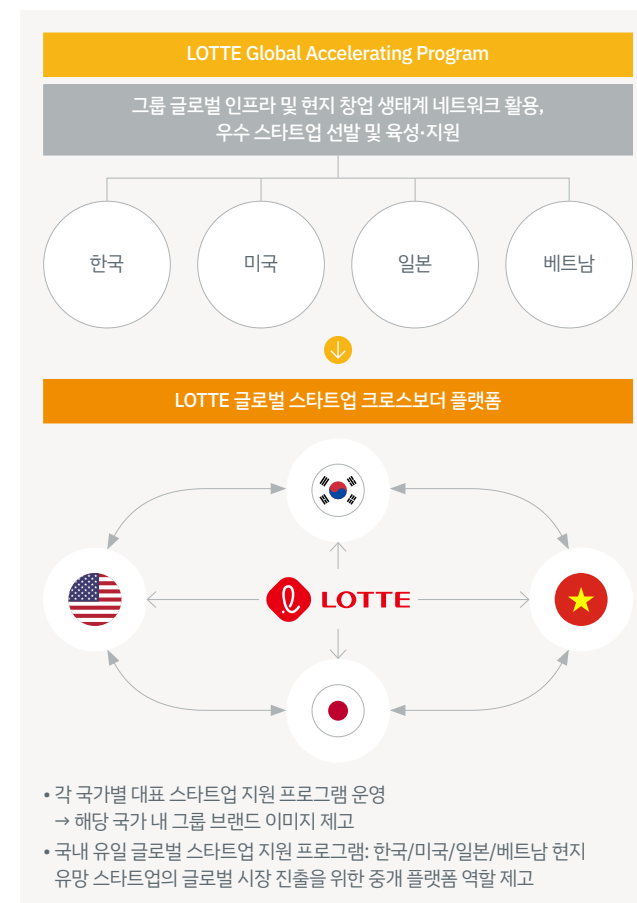 LOTTE Global Accelerating Program
그룹 글로벌 인프라 및 현지 창업 생태계 네트워크 활용,
우수 스타트업 선발 및 육성·지원
한국
미국
일본
베트남
LOTTE 글로벌 스타트업 크로스보더 플랫폼
LOTTE
• 각 국가별 대표 스타트업 지원 프로그램 운영
→ 해당 국가 내 그룹 브랜드 이미지 제고
• 국내 유일 글로벌 스타트업 지원 프로그램: 한국/미국/일본/베트남 현지
유망 스타트업의 글로벌 시장 진출을 위한 중개 플랫폼 역할 제고